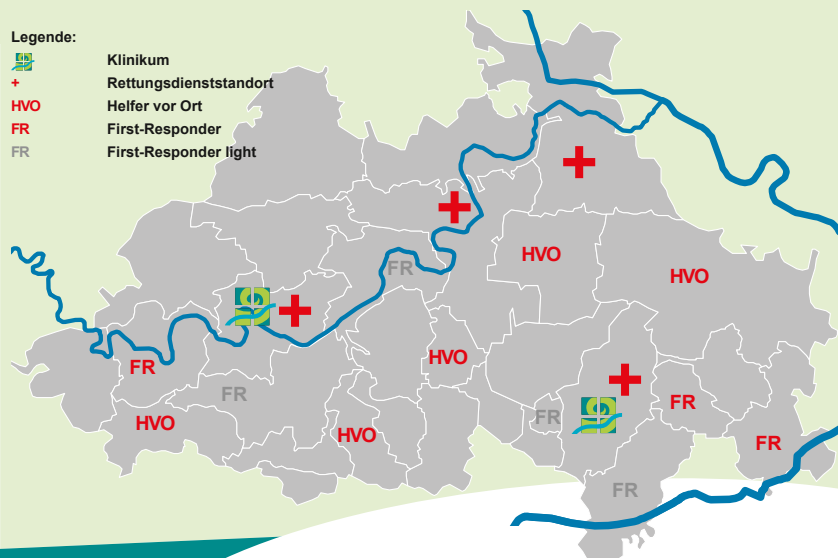 Legende:
Klinikum
+ Rettungsdienststandort
HVO Helfer vor Ort
FR First-Responder
FR First-Responder light
HVO
HVO
FR
HVO
FR
FR
FR
HVO
HVO
FR
FR
FR